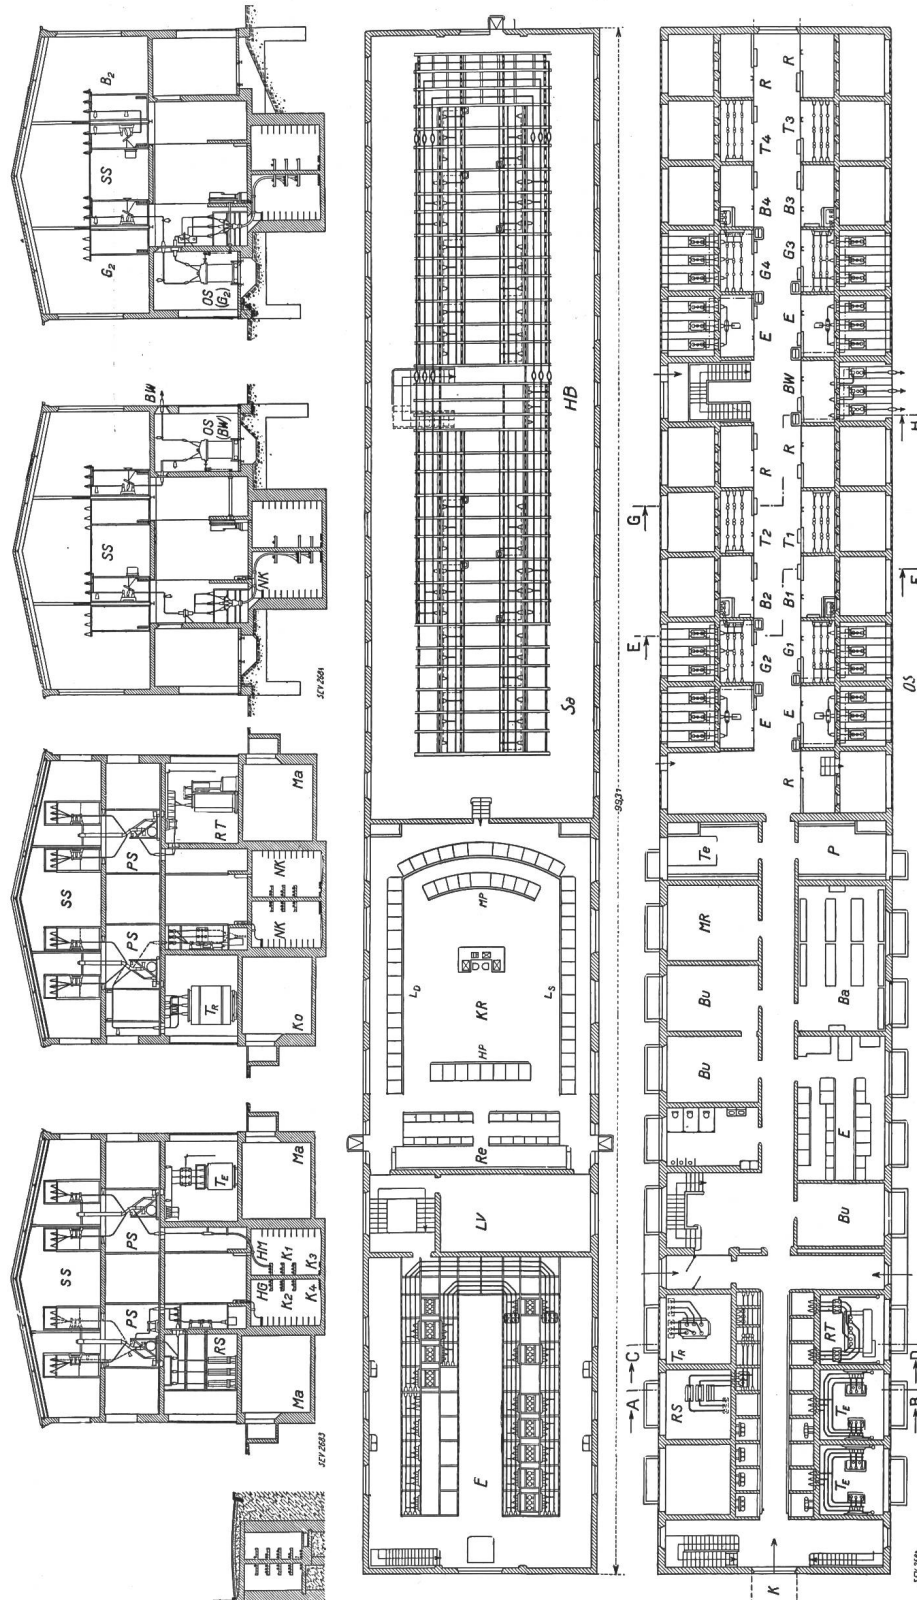 B₂
SS
G₂
OS
(G₂)
BW
OS
(BW)
SS
NK
SEV 2684
Ma
RT
PS
SS
NK
NK
PS
T_R
Ko
Ma
T_E
PS
SS
HM
K1
K3
HG
K2
K4
PS
RS
Ma
SEV 2683
HB
Sa
99,37
MP
L_D
L_S
KR
HP
Re
LV
E
R
R
T4
T3
B4
B3
G4
G3
E
E
BW
H
R
R
G
T2
T1
B2
B1
F
E
G2
G1
OS
E
E
R
Te
P
MR
Bu
Ba
Bu
E
Bu
C
T_R
RT
D
A
RS
T_E
B
T_E
K